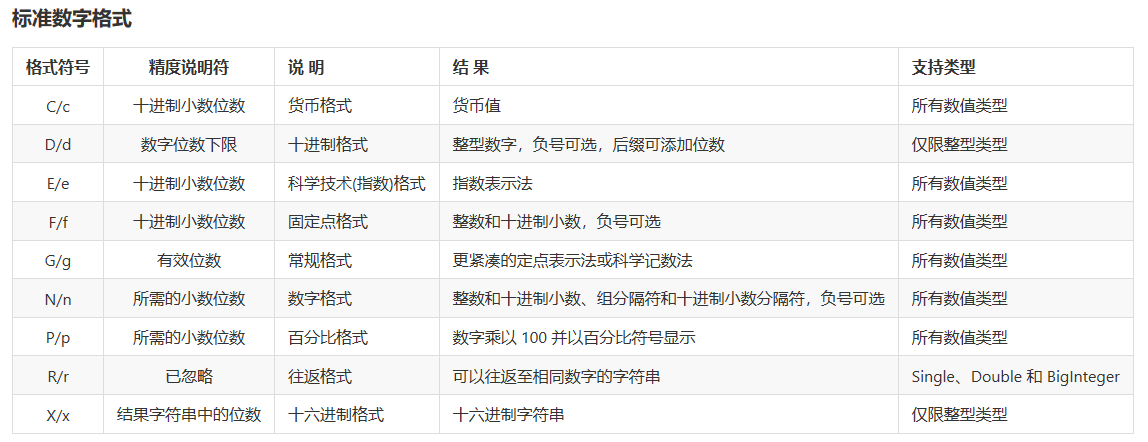 标准数字格式
格式符号 精度说明符 说 明 结 果 支持类型
C/c 十进制小数位数 货币格式 货币值 所有数值类型
D/d 数字位数下限 十进制格式 整型数字，负号可选，后缀可添加位数 仅限整型类型
E/e 十进制小数位数 科学技术(指数)格式 指数表示法 所有数值类型
F/f 十进制小数位数 固定点格式 整数和十进制小数，负号可选 所有数值类型
G/g 有效位数 常规格式 更紧凑的定点表示法或科学记数法 所有数值类型
N/n 所需的小数位数 数字格式 整数和十进制小数、组分隔符和十进制小数分隔符，负号可选 所有数值类型
P/p 所需的小数位数 百分比格式 数字乘以 100 并以百分比符号显示 所有数值类型
R/r 已忽略 往返格式 可以往返至相同数字的字符串 Single、Double 和 BigInteger
X/x 结果字符串中的位数 十六进制格式 十六进制字符串 仅限整型类型